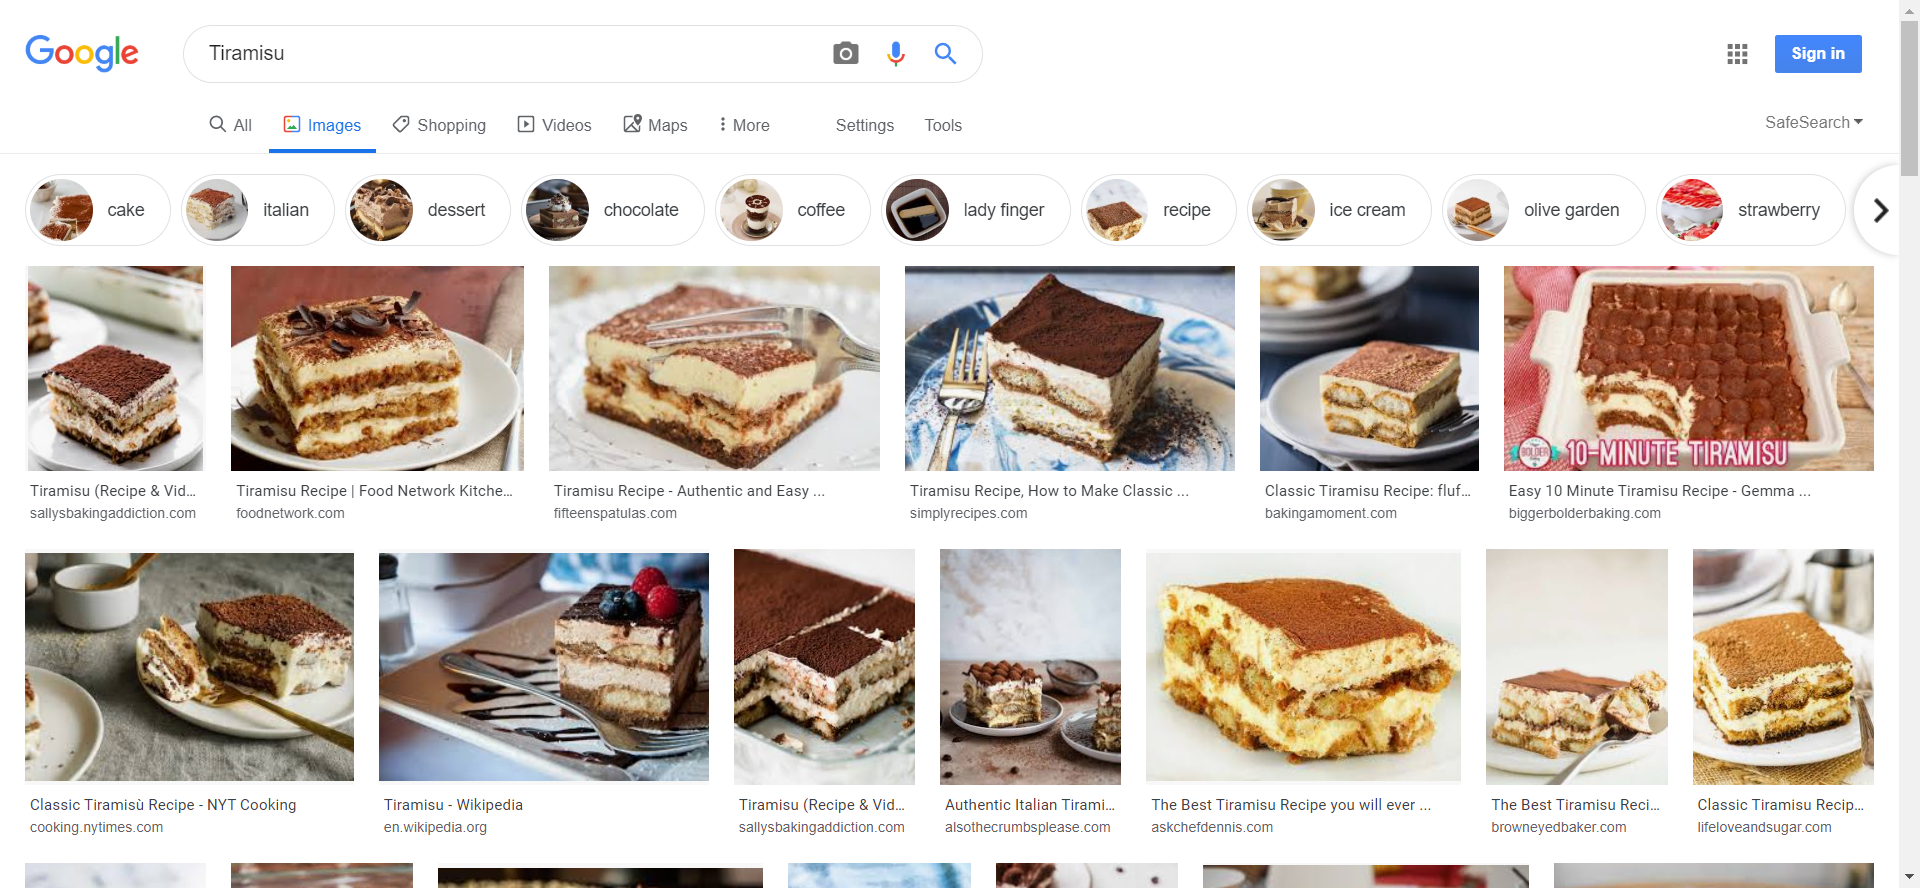 Google
Tiramisu
Sign in
All
Images
Shopping
Videos
Maps
More
Settings
Tools
SafeSearch
cake
italian
dessert
chocolate
coffee
lady finger
recipe
ice cream
olive garden
strawberry
BOLDER
10-MINUTE TIRAMISU
Tiramisu (Recipe & Vid...
sallysbakingaddiction.com
Tiramisu Recipe | Food Network Kitche...
foodnetwork.com
Tiramisu Recipe - Authentic and Easy ...
fifteenspatulas.com
Tiramisu Recipe, How to Make Classic ...
simplyrecipes.com
Classic Tiramisu Recipe: fluf...
bakingamoment.com
Easy 10 Minute Tiramisu Recipe - Gemma ...
biggerbolderbaking.com
Classic Tiramisù Recipe - NYT Cooking
cooking.nytimes.com
Tiramisu - Wikipedia
en.wikipedia.org
Tiramisu (Recipe & Vid...
sallysbakingaddiction.com
Authentic Italian Tirami...
alsothecrumbsplease.com
The Best Tiramisu Recipe you will ever ...
askchefdennis.com
The Best Tiramisu Reci...
browneyedbaker.com
Classic Tiramisu Recip...
lifeloveandsugar.com